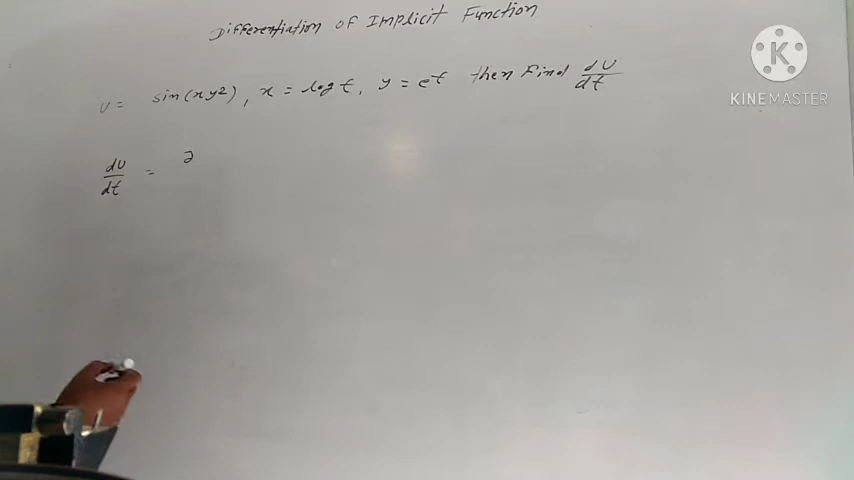 Differentiation of Implicit Function
U = sin(xy2), x = log t, y = et then Find dU/dt
dU/dt = ∂
K
KINEMASTER